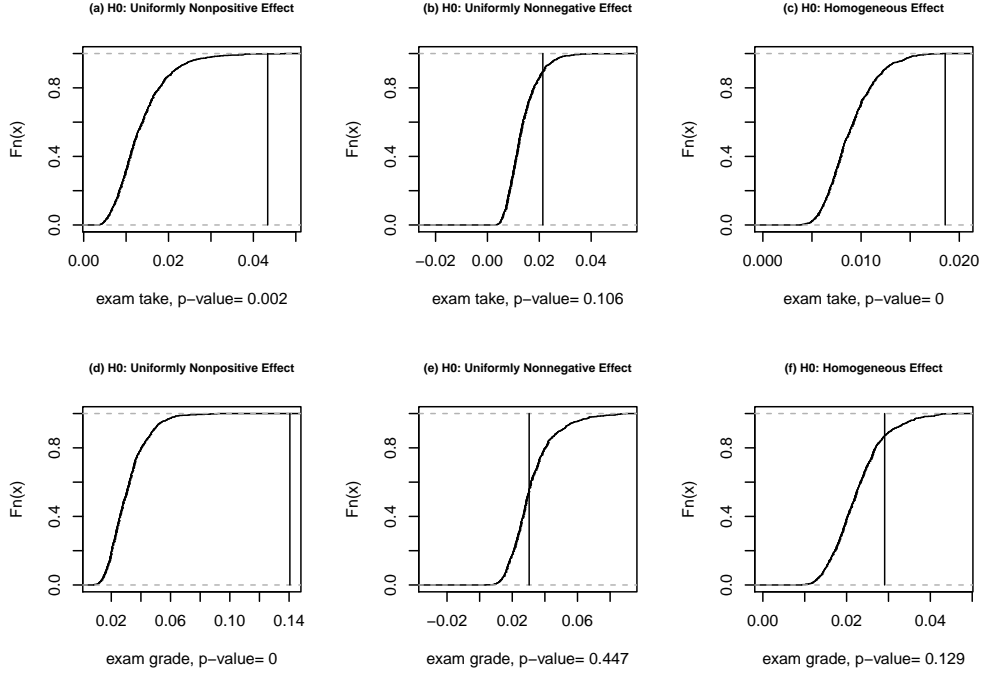 (a) H0: Uniformly Nonpositive Effect
(b) H0: Uniformly Nonnegative Effect
(c) H0: Homogeneous Effect
Fn(x)
0.0 0.4 0.8
0.00 0.02 0.04
exam take, p−value= 0.002
Fn(x)
0.0 0.4 0.8
−0.02 0.00 0.02 0.04
exam take, p−value= 0.106
Fn(x)
0.0 0.4 0.8
0.000 0.010 0.020
exam take, p−value= 0
(d) H0: Uniformly Nonpositive Effect
(e) H0: Uniformly Nonnegative Effect
(f) H0: Homogeneous Effect
Fn(x)
0.0 0.4 0.8
0.02 0.06 0.10 0.14
exam grade, p−value= 0
Fn(x)
0.0 0.4 0.8
−0.02 0.02 0.06
exam grade, p−value= 0.447
Fn(x)
0.0 0.4 0.8
0.00 0.02 0.04
exam grade, p−value= 0.129